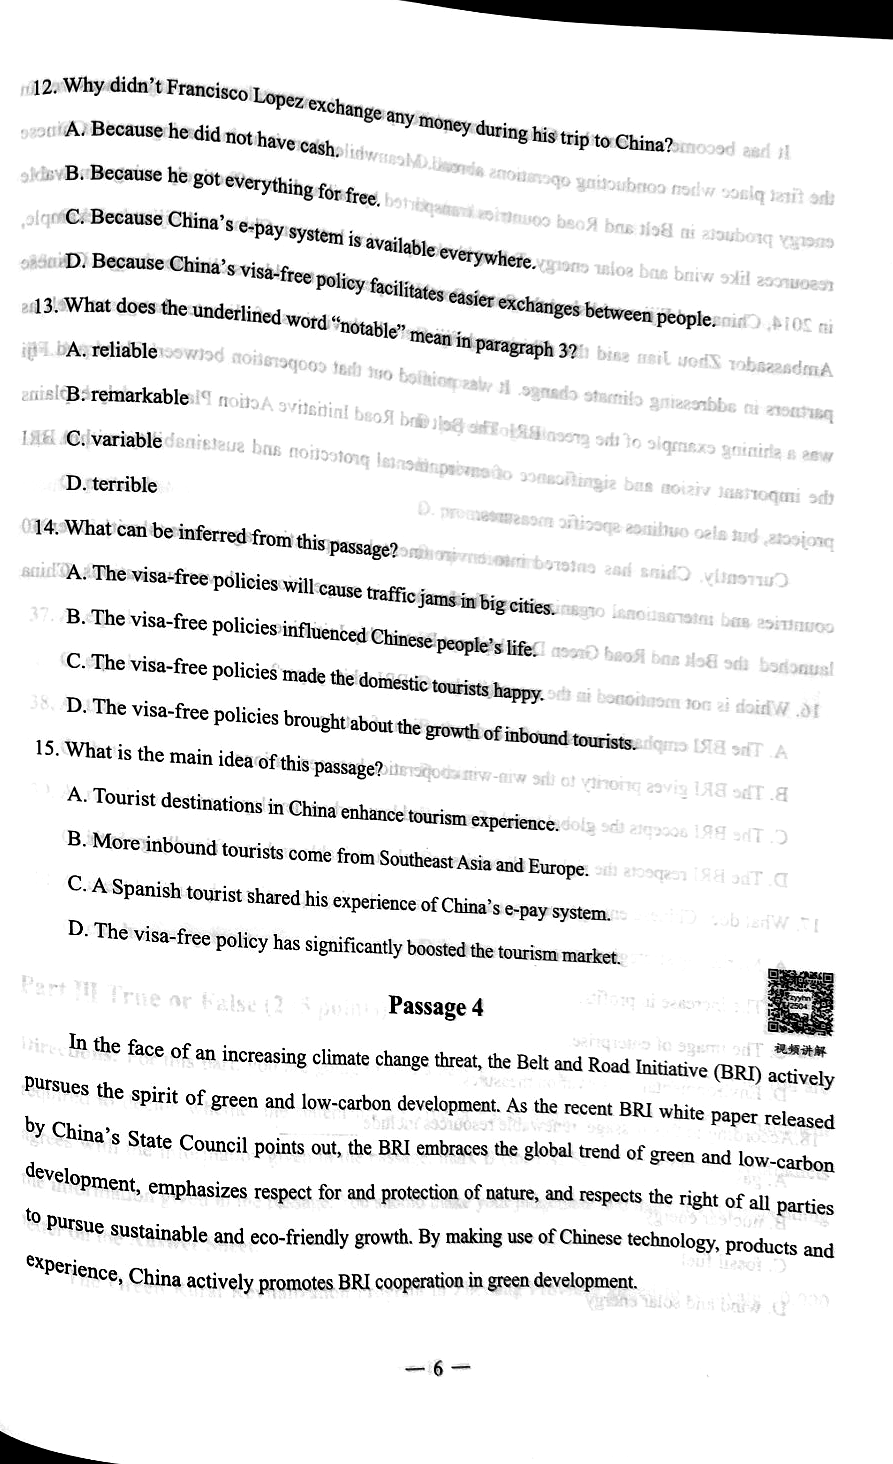 12. Why didn't Francisco Lopez exchange any money during his trip to China?
A. Because he did not have cash.
B. Because he got everything for free.
C. Because China's e-pay system is available everywhere.
D. Because China's visa-free policy facilitates easier exchanges between people.
13. What does the underlined word "notable" mean in paragraph 3?
A. reliable
B. remarkable
C. variable
D. terrible
14. What can be inferred from this passage?
A. The visa-free policies will cause traffic jams in big cities.
B. The visa-free policies influenced Chinese people's life.
C. The visa-free policies made the domestic tourists happy.
D. The visa-free policies brought about the growth of inbound tourists.
15. What is the main idea of this passage?
A. Tourist destinations in China enhance tourism experience.
B. More inbound tourists come from Southeast Asia and Europe.
C. A Spanish tourist shared his experience of China's e-pay system.
D. The visa-free policy has significantly boosted the tourism market.
Passage 4
zyyhn
2504
视频讲解
In the face of an increasing climate change threat, the Belt and Road Initiative (BRI) actively
pursues the spirit of green and low-carbon development. As the recent BRI white paper released
by China's State Council points out, the BRI embraces the global trend of green and low-carbon
development, emphasizes respect for and protection of nature, and respects the right of all parties
to pursue sustainable and eco-friendly growth. By making use of Chinese technology, products and
experience, China actively promotes BRI cooperation in green development.
— 6 —